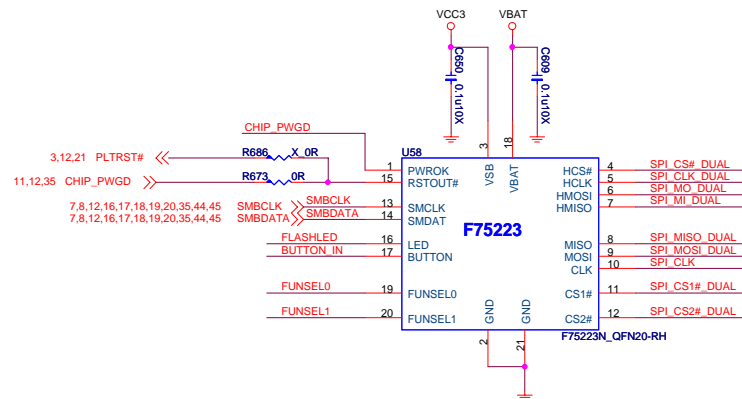 VCC3 VBAT
C650 0.1u10X
C609 0.1u10X
CHIP_PWGD
U58
3,12,21 PLTRST# R686 X_0R
11,12,35 CHIP_PWGD R673 0R
7,8,12,16,17,18,19,20,35,44,45 SMBCLK SMBCLK
7,8,12,16,17,18,19,20,35,44,45 SMBDATA SMBDATA
FLASHLED
BUTTON_IN
FUNSEL0
FUNSEL1
3 VSB
18 VBAT
1 PWROK
15 RSTOUT#
13 SMCLK
14 SMDAT
16 LED
17 BUTTON
19 FUNSEL0
20 FUNSEL1
F75223
HCS# 4 SPI_CS#_DUAL
HCLK 5 SPI_CLK_DUAL
HMOSI 6 SPI_MO_DUAL
HMISO 7 SPI_MI_DUAL
MISO 8 SPI_MISO_DUAL
MOSI 9 SPI_MOSI_DUAL
CLK 10 SPI_CLK
CS1# 11 SPI_CS1#_DUAL
CS2# 12 SPI_CS2#_DUAL
GND 2
GND 21
F75223N_QFN20-RH